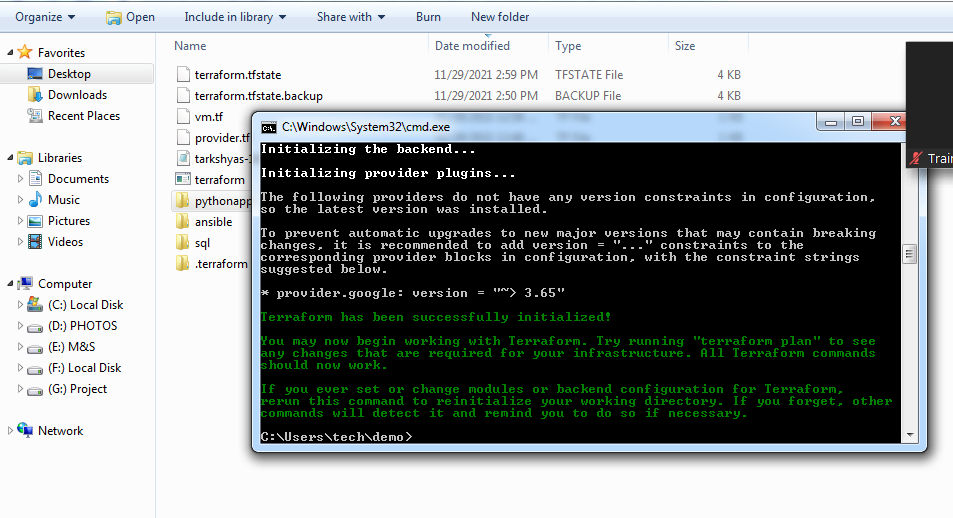 Organize Open Include in library Share with Burn New folder
Favorites
Desktop
Downloads
Recent Places
Libraries
Documents
Music
Pictures
Videos
Computer
(C:) Local Disk
(D:) PHOTOS
(E:) M&S
(F:) Local Disk
(G:) Project
Network
Name Date modified Type Size
terraform.tfstate 11/29/2021 2:59 PM TFSTATE File 4 KB
terraform.tfstate.backup 11/29/2021 2:50 PM BACKUP File 4 KB
vm.tf
provider.tf
tarkshyas-
terraform
pythonapp
ansible
sql
.terraform
C:\Windows\System32\cmd.exe
Initializing the backend...
Initializing provider plugins...
The following providers do not have any version constraints in configuration,
so the latest version was installed.
To prevent automatic upgrades to new major versions that may contain breaking
changes, it is recommended to add version = "..." constraints to the
corresponding provider blocks in configuration, with the constraint strings
suggested below.
* provider.google: version = "~> 3.65"
Terraform has been successfully initialized!
You may now begin working with Terraform. Try running "terraform plan" to see
any changes that are required for your infrastructure. All Terraform commands
should now work.
If you ever set or change modules or backend configuration for Terraform,
rerun this command to reinitialize your working directory. If you forget, other
commands will detect it and remind you to do so if necessary.
C:\Users\tech\demo>
Train